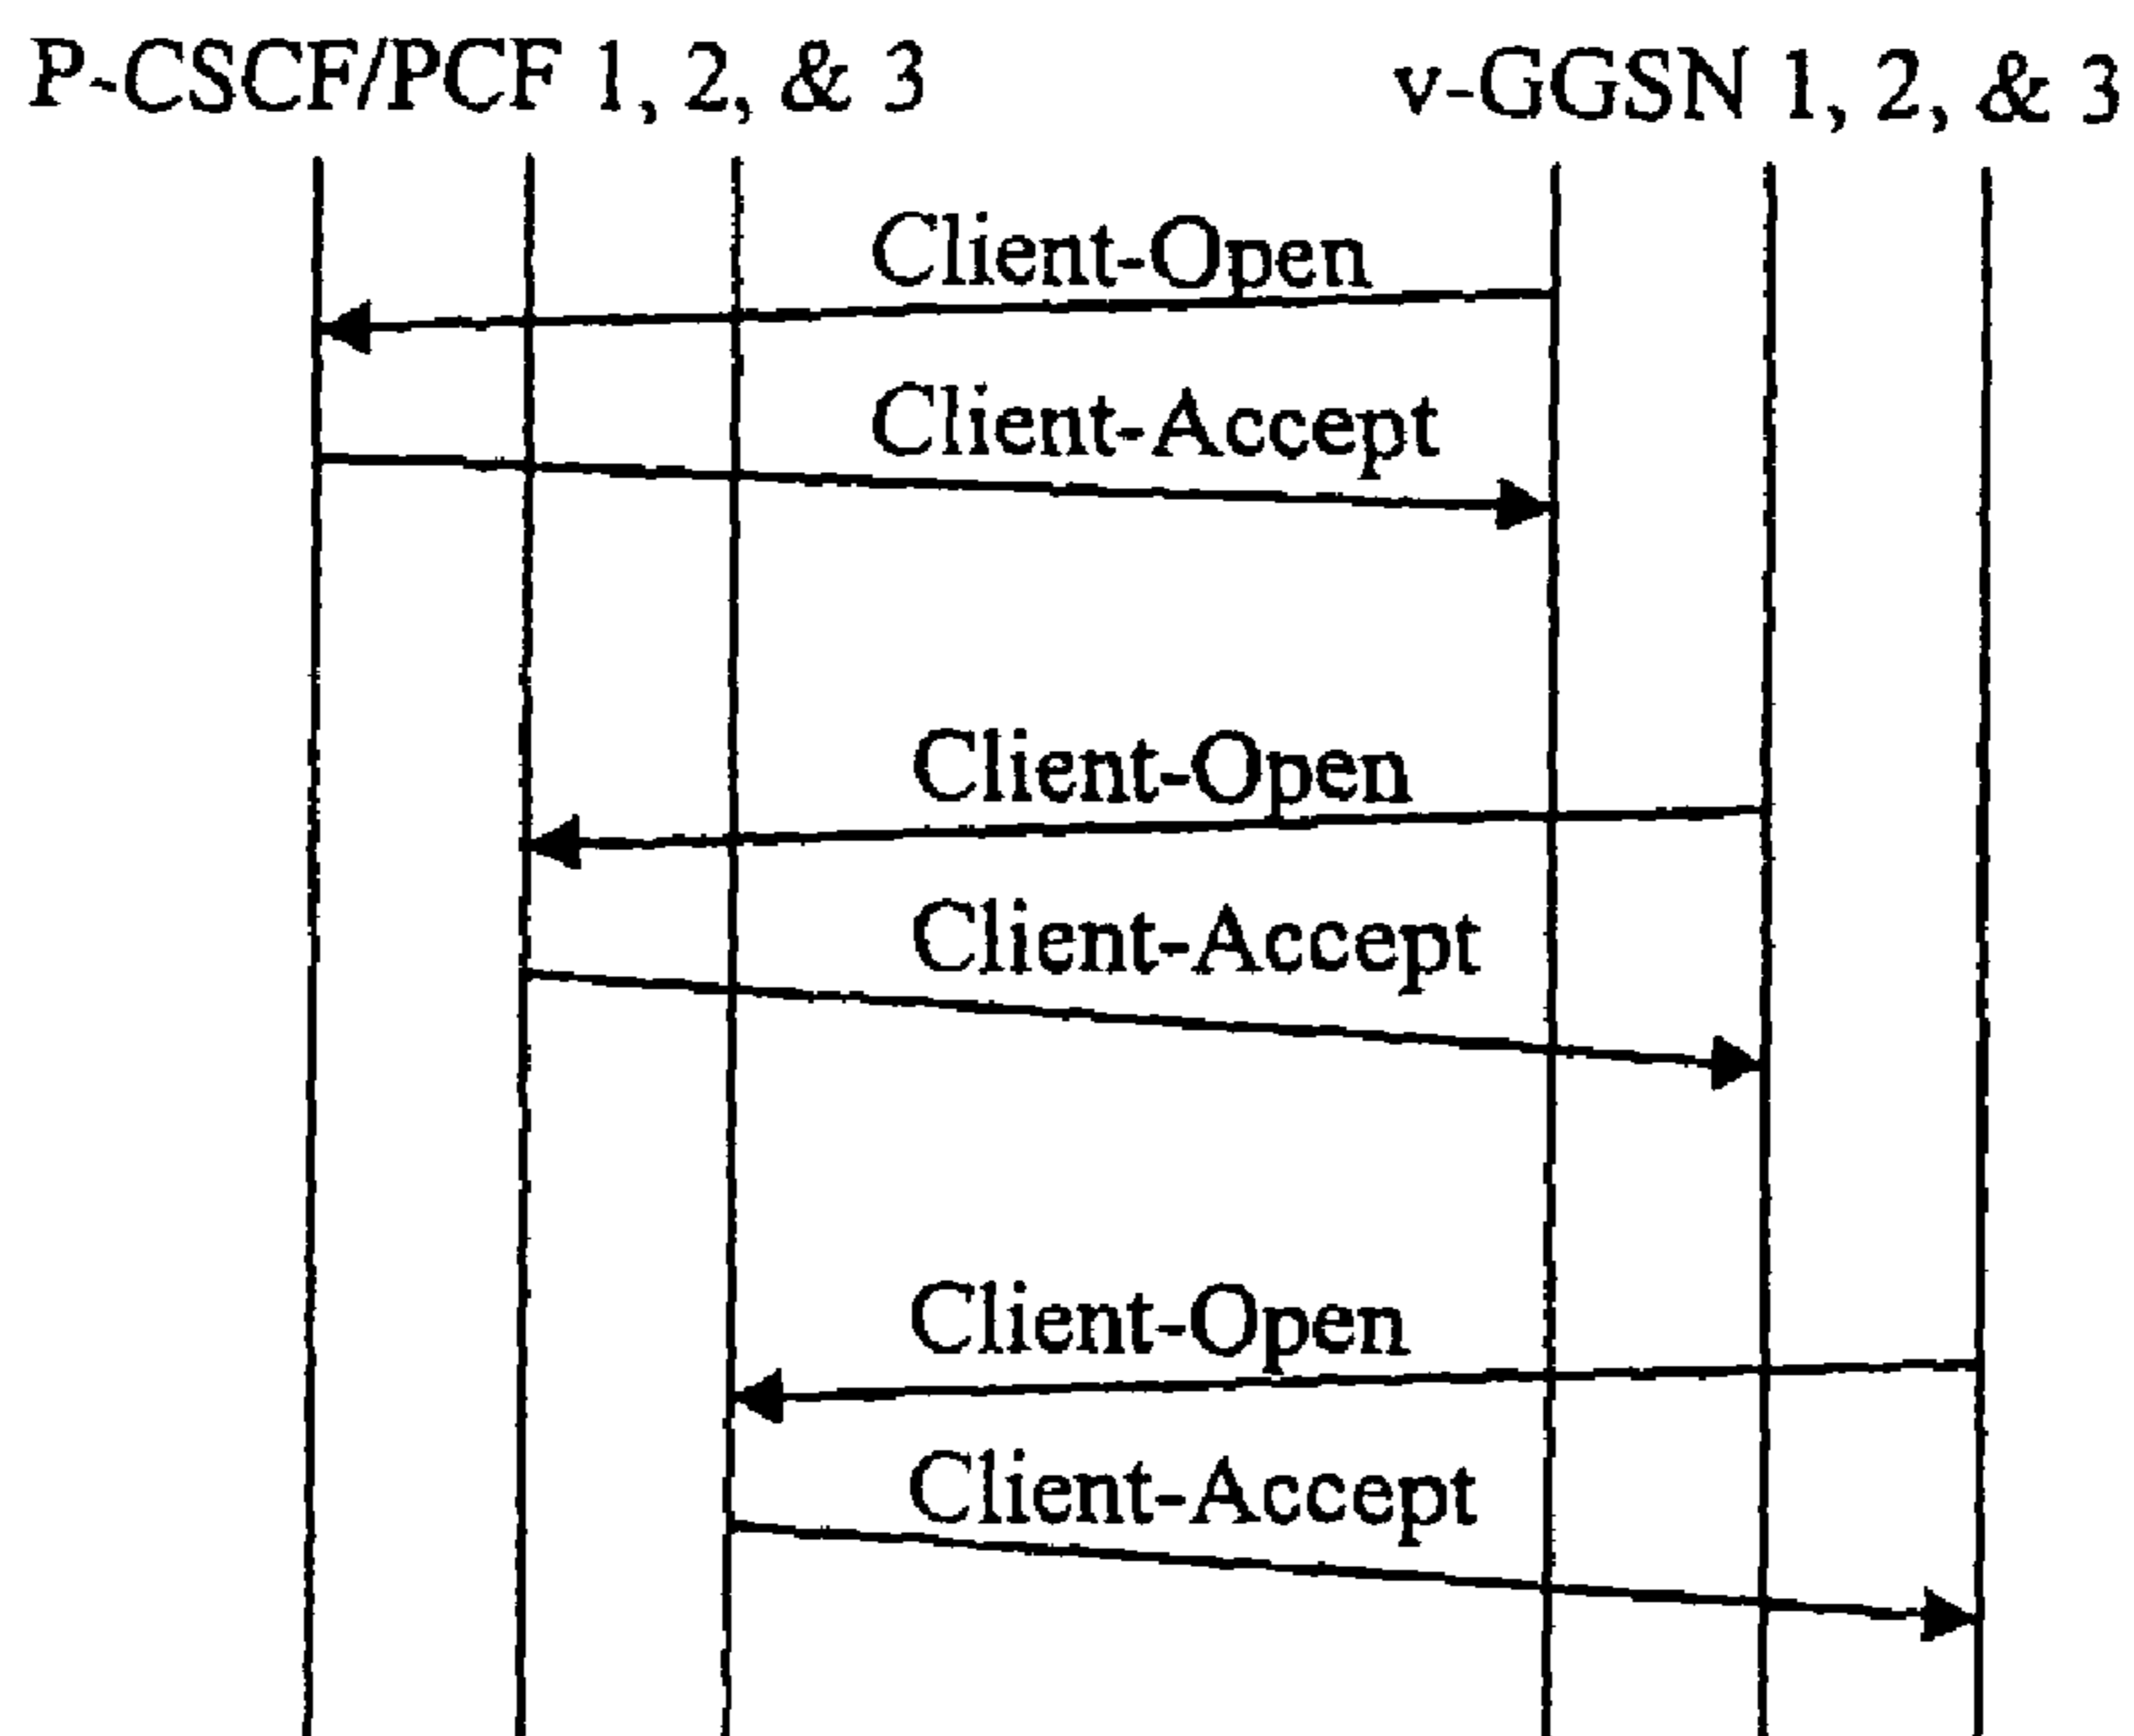 P-CSCF/PCF 1, 2, & 3 v-GGSN 1, 2, & 3
Client-Open
Client-Accept
Client-Open
Client-Accept
Client-Open
Client-Accept